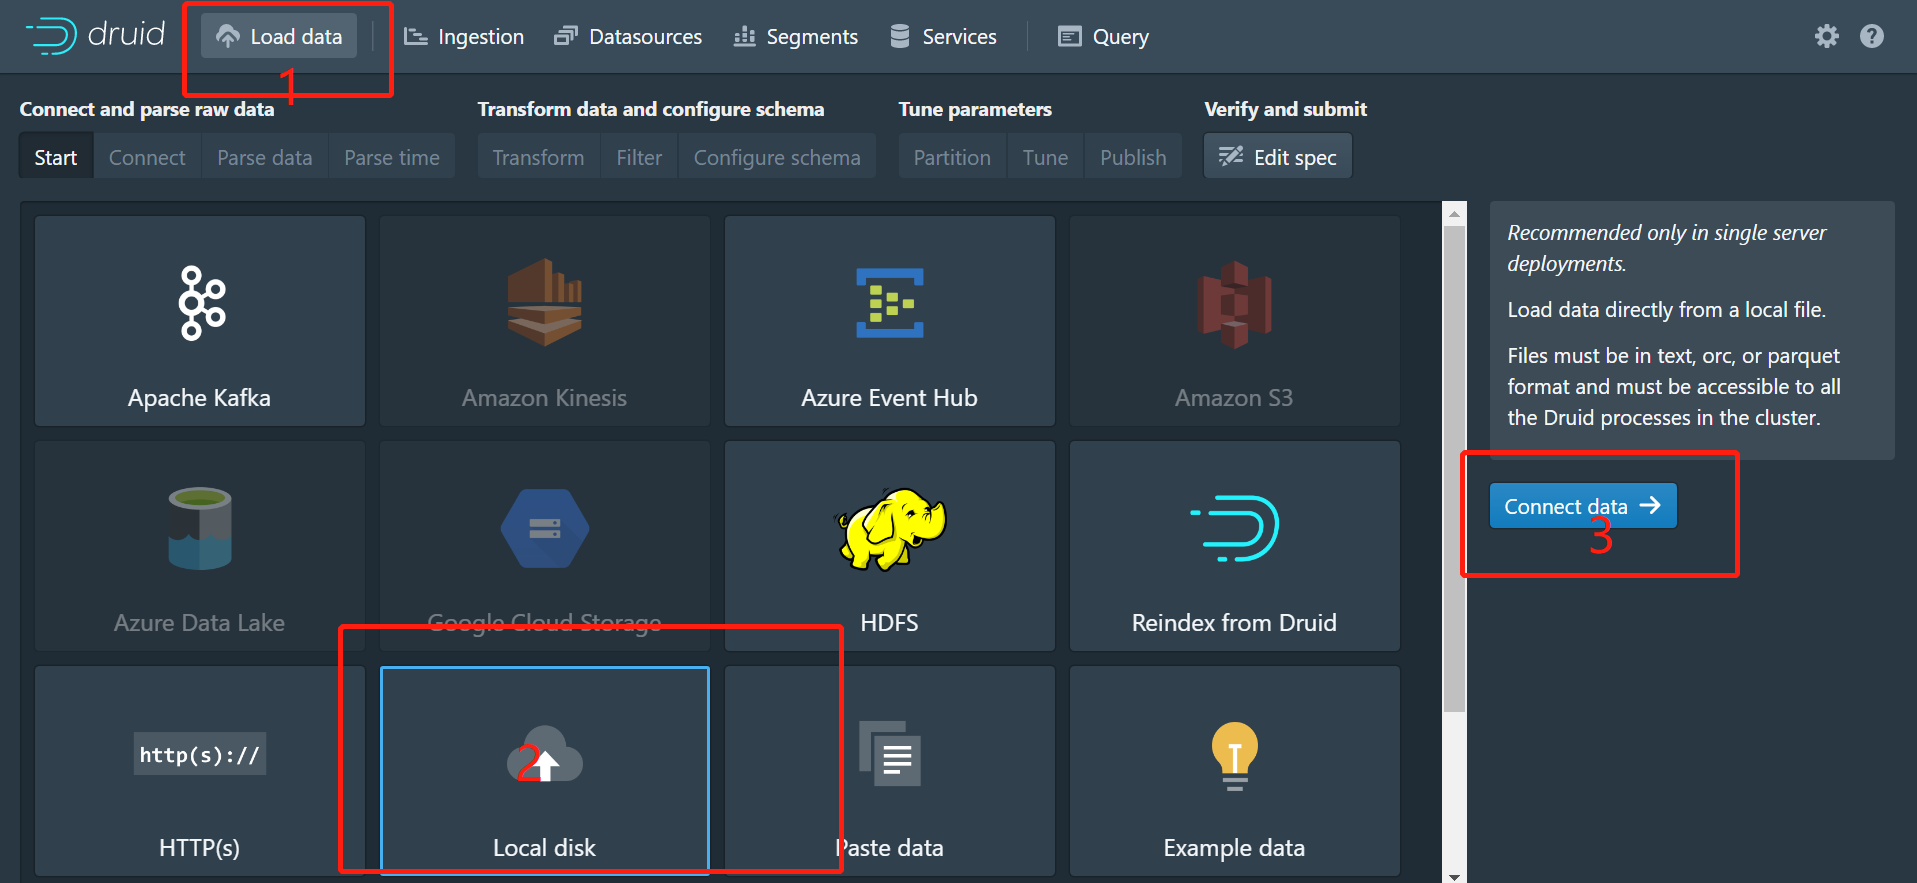 druid
Load data
Ingestion
Datasources
Segments
Services
Query
1
Connect and parse raw data
Transform data and configure schema
Tune parameters
Verify and submit
Start
Connect
Parse data
Parse time
Transform
Filter
Configure schema
Partition
Tune
Publish
Edit spec
Apache Kafka
Amazon Kinesis
Azure Event Hub
Amazon S3
Azure Data Lake
Google Cloud Storage
HDFS
Reindex from Druid
http(s)://
HTTP(s)
2
Local disk
Paste data
Example data
Recommended only in single server
deployments.
Load data directly from a local file.
Files must be in text, orc, or parquet
format and must be accessible to all
the Druid processes in the cluster.
Connect data
3